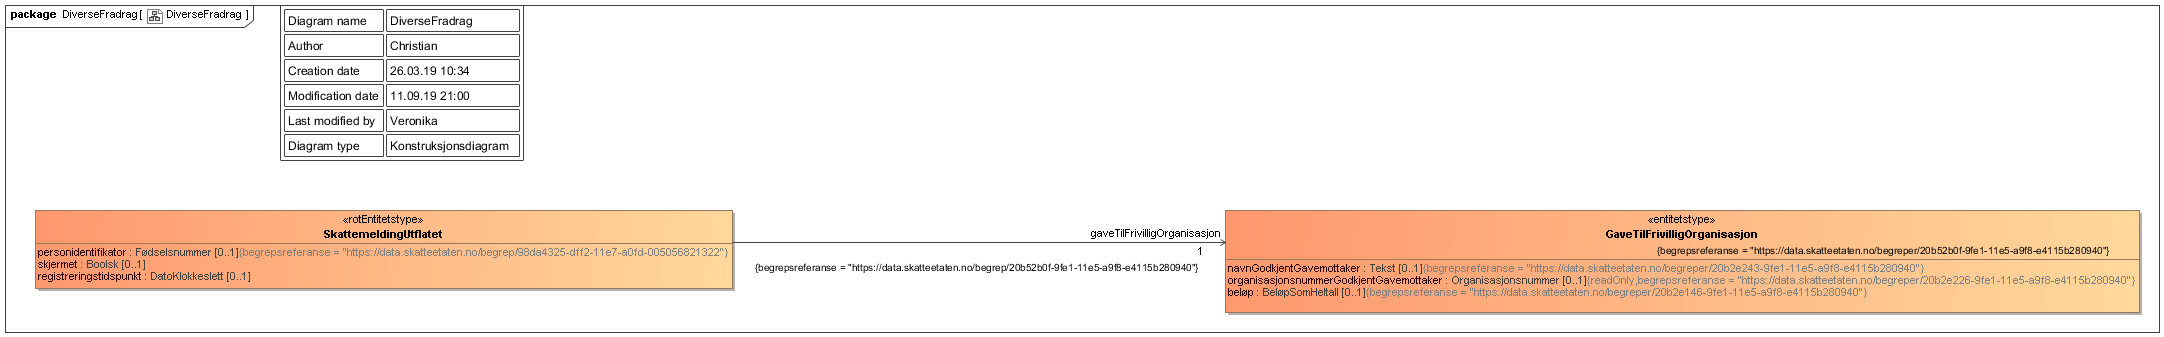 package DiverseFradrag[ DiverseFradrag ]
Diagram name DiverseFradrag
Author Christian
Creation date 26.03.19 10:34
Modification date 11.09.19 21:00
Last modified by Veronika
Diagram type Konstruksjonsdiagram
«rotEntitetstype»
SkattemeldingUtflatet
personidentifikator : Fødselsnummer [0..1]{begrepsreferanse = "https://data.skatteetaten.no/begrep/98da4325-dff2-11e7-a0fd-005056821322"}
skjermet : Boolsk [0..1]
registreringstidspunkt : DatoKlokkeslett [0..1]
gaveTilFrivilligOrganisasjon
1
{begrepsreferanse = "https://data.skatteetaten.no/begrep/20b52b0f-9fe1-11e5-a9f8-e4115b280940"}
«entitetstype»
GaveTilFrivilligOrganisasjon
{begrepsreferanse = "https://data.skatteetaten.no/begreper/20b52b0f-9fe1-11e5-a9f8-e4115b280940"}
navnGodkjentGavemottaker : Tekst [0..1]{begrepsreferanse = "https://data.skatteetaten.no/begreper/20b2e243-9fe1-11e5-a9f8-e4115b280940"}
organisasjonsnummerGodkjentGavemottaker : Organisasjonsnummer [0..1]{readOnly,begrepsreferanse = "https://data.skatteetaten.no/begreper/20b2e226-9fe1-11e5-a9f8-e4115b280940"}
beløp : BeløpSomHeltall [0..1]{begrepsreferanse = "https://data.skatteetaten.no/begreper/20b2e146-9fe1-11e5-a9f8-e4115b280940"}